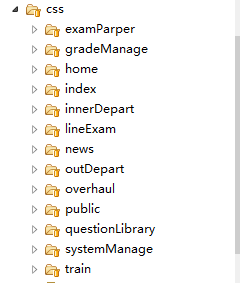 css
examParper
gradeManage
home
index
innerDepart
lineExam
news
outDepart
overhaul
public
questionLibrary
systemManage
train